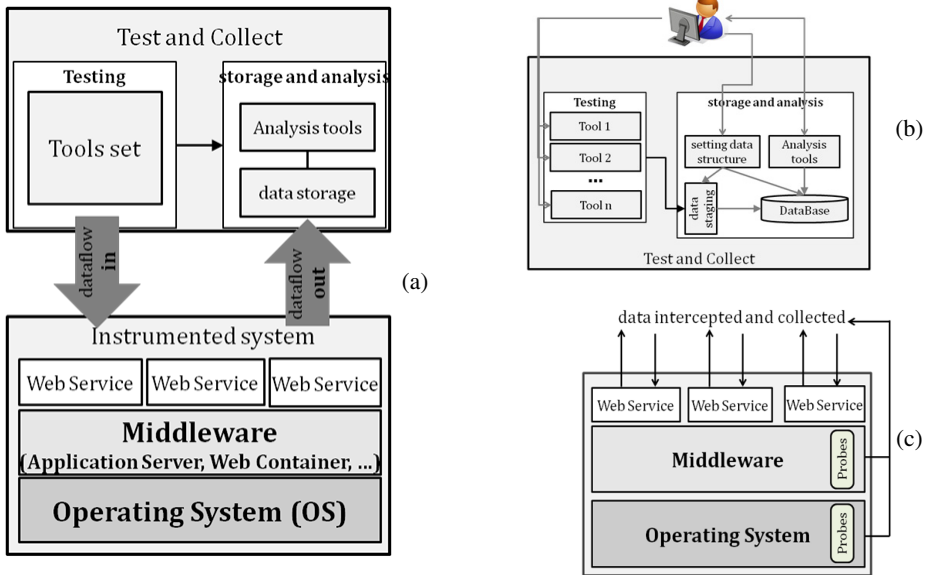 Test and Collect
Testing
storage and analysis
Tools set
Analysis tools
data storage
dataflow
in
dataflow
out
(a)
Instrumented system
Web Service
Web Service
Web Service
Middleware
(Application Server, Web Container, ...)
Operating System (OS)
Testing
storage and analysis
Tool 1
Tool 2
...
Tool n
setting data
structure
Analysis
tools
data
staging
DataBase
Test and Collect
(b)
data intercepted and collected
Web Service
Web Service
Web Service
Middleware
Probes
Operating System
Probes
(c)